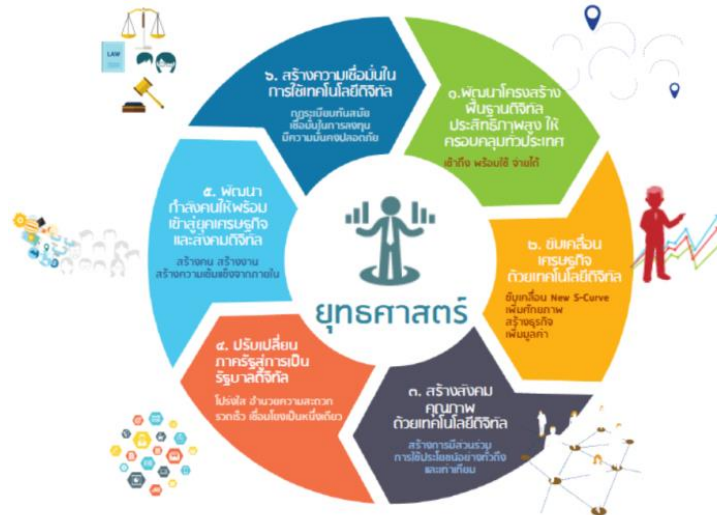 ยุทธศาสตร์
๑.พัฒนาโครงสร้าง
พื้นฐานดิจิทัล
ประสิทธิภาพสูง ให้
ครอบคลุมทั่วประเทศ
เข้าถึง พร้อมใช้ จ่ายได้
๒. ขับเคลื่อน
เศรษฐกิจ
ด้วยเทคโนโลยีดิจิทัล
ขับเคลื่อน New S-Curve
เพิ่มศักยภาพ
สร้างธุรกิจ
เพิ่มมูลค่า
๓. สร้างสังคม
คุณภาพ
ด้วยเทคโนโลยีดิจิทัล
สร้างการมีส่วนร่วม
การใช้ประโยชน์อย่างทั่วถึง
และเท่าเทียม
๔. ปรับเปลี่ยน
ภาครัฐสู่การเป็น
รัฐบาลดิจิทัล
โปร่งใส อำนวยความสะดวก
รวดเร็ว เชื่อมโยงเป็นหนึ่งเดียว
๕. พัฒนา
กำลังคนให้พร้อม
เข้าสู่ยุคเศรษฐกิจ
และสังคมดิจิทัล
สร้างคน สร้างงาน
สร้างความเข้มแข็งจากภายใน
๖. สร้างความเชื่อมั่นใน
การใช้เทคโนโลยีดิจิทัล
กฎระเบียบทันสมัย
เชื่อมั่นในการลงทุน
มีความมั่นคงปลอดภัย
LAW